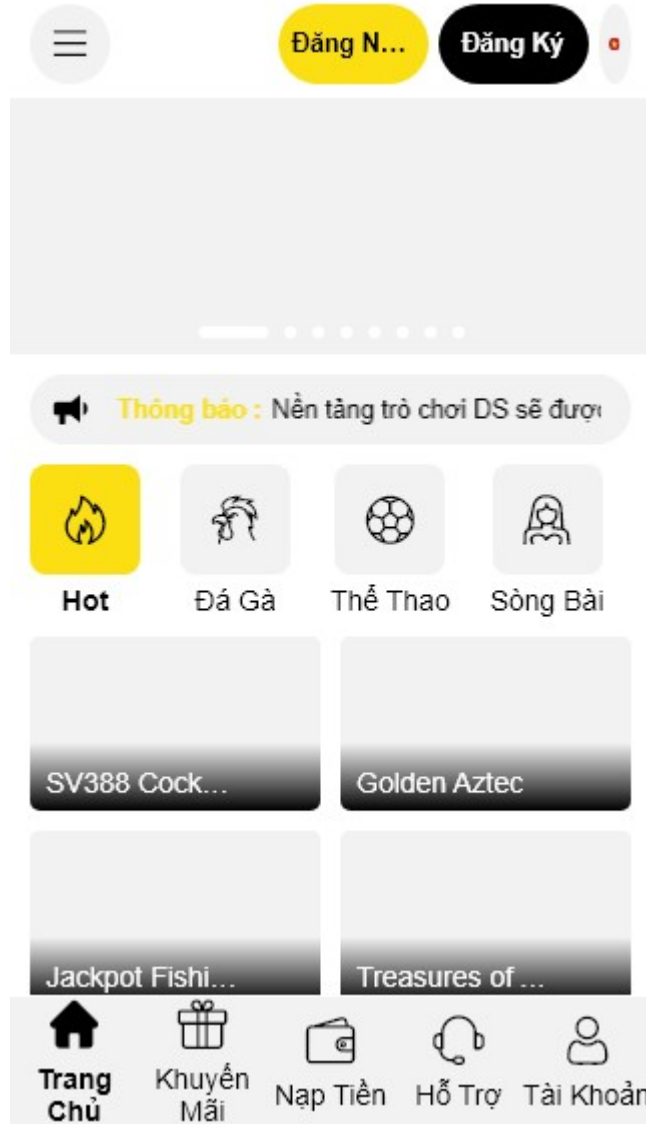 Đăng N...
Đăng Ký
Thông báo : Nền tảng trò chơi DS sẽ được
Hot
Đá Gà
Thể Thao
Sòng Bài
SV388 Cock...
Golden Aztec
Jackpot Fishi...
Treasures of ...
Trang Chủ
Khuyến Mãi
Nạp Tiền
Hỗ Trợ
Tài Khoản